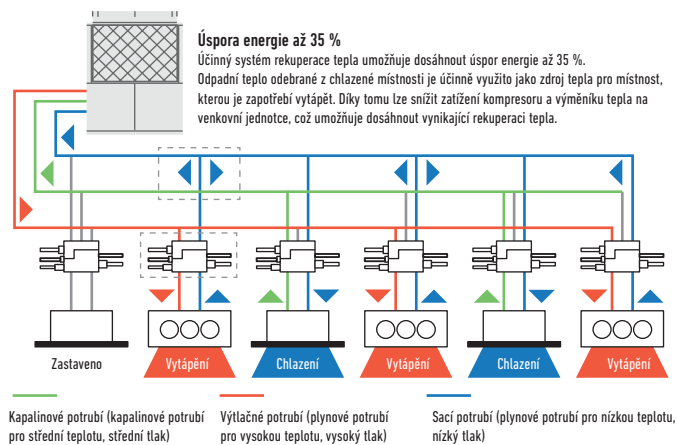 Úspora energie až 35 %
Účinný systém rekuperace tepla umožňuje dosáhnout úspor energie až 35 %.
Odpadní teplo odebrané z chlazené místnosti je účinně využito jako zdroj tepla pro místnost,
kterou je zapotřebí vytápět. Díky tomu lze snížit zatížení kompresoru a výměníku tepla na
venkovní jednotce, což umožňuje dosáhnout vynikající rekuperaci tepla.
Zastaveno
Vytápění
Chlazení
Vytápění
Chlazení
Vytápění
Kapalinové potrubí (kapalinové potrubí
pro střední teplotu, střední tlak)
Výtlačné potrubí (plynové potrubí
pro vysokou teplotu, vysoký tlak)
Sací potrubí (plynové potrubí pro nízkou teplotu,
nízký tlak)